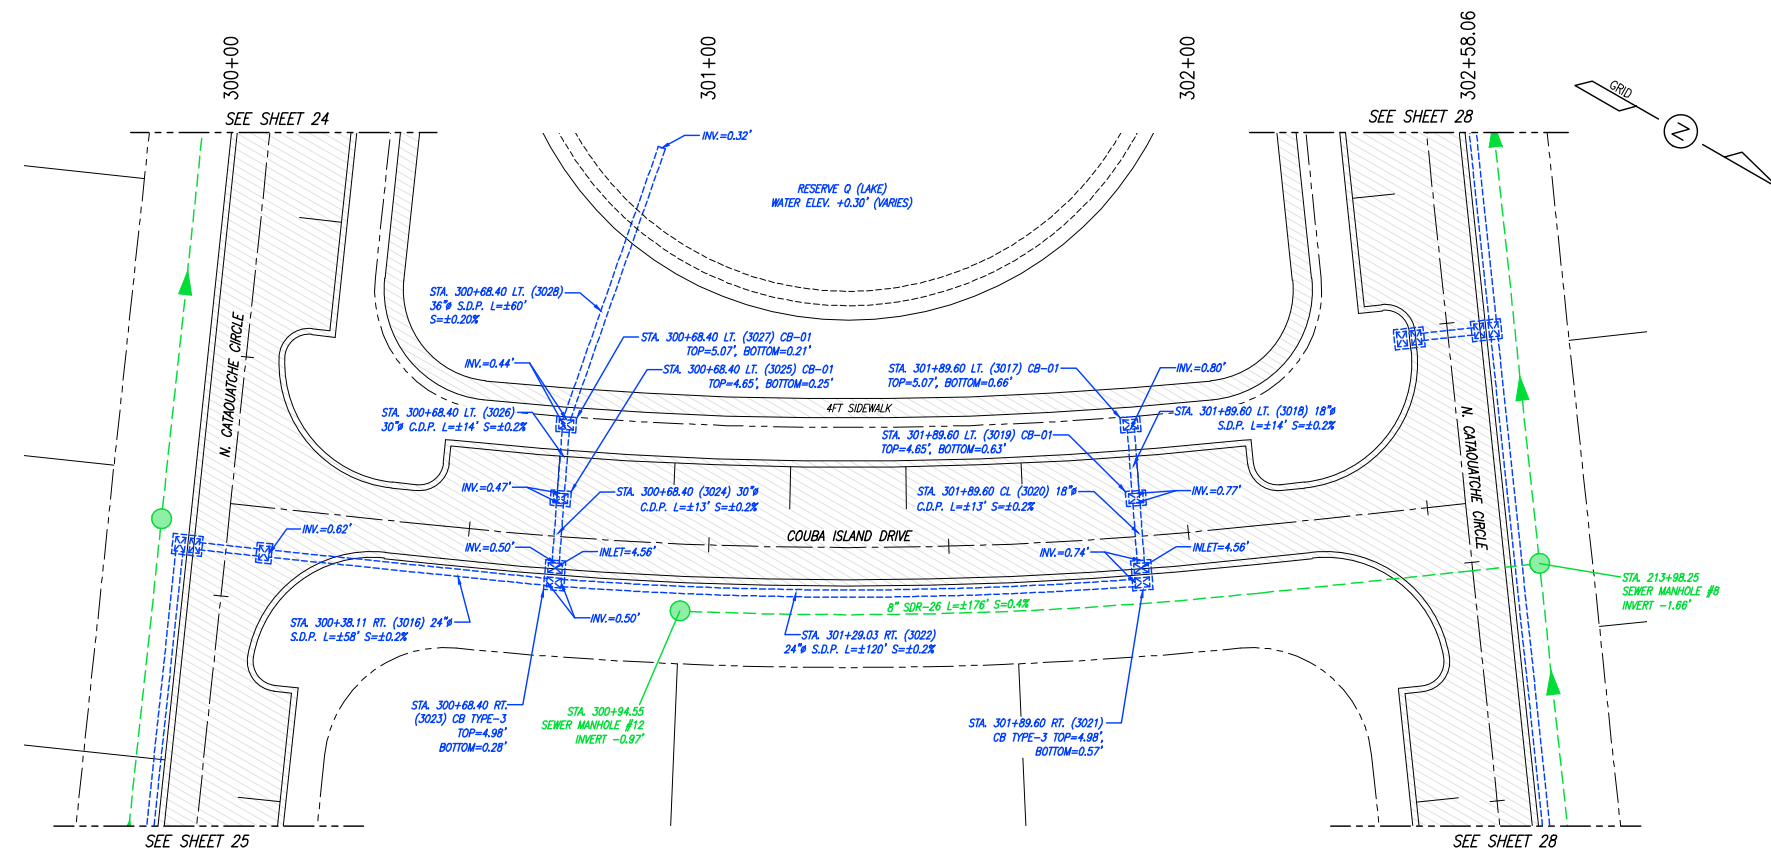 300+00
301+00
302+00
302+58.06
SEE SHEET 24
SEE SHEET 28
GRID
N
INV.=0.32'
RESERVE Q (LAKE)
WATER ELEV. +0.30' (VARIES)
STA. 300+68.40 LT. (3028)
36"ø S.D.P. L=±60'
S=±0.20%
N. CATAOUATCHE CIRCLE
STA. 300+68.40 LT. (3027) CB-01
TOP=5.07', BOTTOM=0.21'
INV.=0.44'
STA. 300+68.40 LT. (3025) CB-01
TOP=4.65', BOTTOM=0.25'
STA. 301+89.60 LT. (3017) CB-01
TOP=5.07', BOTTOM=0.66'
INV.=0.80'
4FT SIDEWALK
STA. 300+68.40 LT. (3026)
30"ø C.D.P. L=±14' S=±0.2%
STA. 301+89.60 LT. (3018) 18"ø
S.D.P. L=±14' S=±0.2%
STA. 301+89.60 LT. (3019) CB-01
TOP=4.65', BOTTOM=0.63'
N. CATAOUATCHE CIRCLE
INV.=0.47'
STA. 300+68.40 (3024) 30"ø
C.D.P. L=±13' S=±0.2%
STA. 301+89.60 CL (3020) 18"ø
C.D.P. L=±13' S=±0.2%
INV.=0.77'
INV.=0.62'
COUBA ISLAND DRIVE
INV.=0.50'
INLET=4.56'
INV.=0.74'
INLET=4.56'
STA. 213+98.25
SEWER MANHOLE #8
INVERT -1.66'
8" SDR-26 L=±176' S=0.4%
INV.=0.50'
STA. 300+38.11 RT. (3016) 24"ø
S.D.P. L=±58' S=±0.2%
STA. 301+29.03 RT. (3022)
24"ø S.D.P. L=±120' S=±0.2%
STA. 300+68.40 RT.
(3023) CB TYPE-3
TOP=4.98'
BOTTOM=0.28'
STA. 300+94.55
SEWER MANHOLE #12
INVERT -0.97'
STA. 301+89.60 RT. (3021)
CB TYPE-3 TOP=4.98',
BOTTOM=0.57'
SEE SHEET 25
SEE SHEET 28